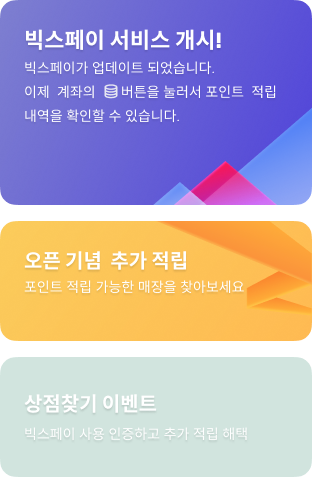 빅스페이 서비스 개시!
빅스페이가 업데이트 되었습니다.
이제 계좌의 버튼을 눌러서 포인트 적립
내역을 확인할 수 있습니다.
오픈 기념 추가 적립
포인트 적립 가능한 매장을 찾아보세요
상점찾기 이벤트
빅스페이 사용 인증하고 추가 적립 해택